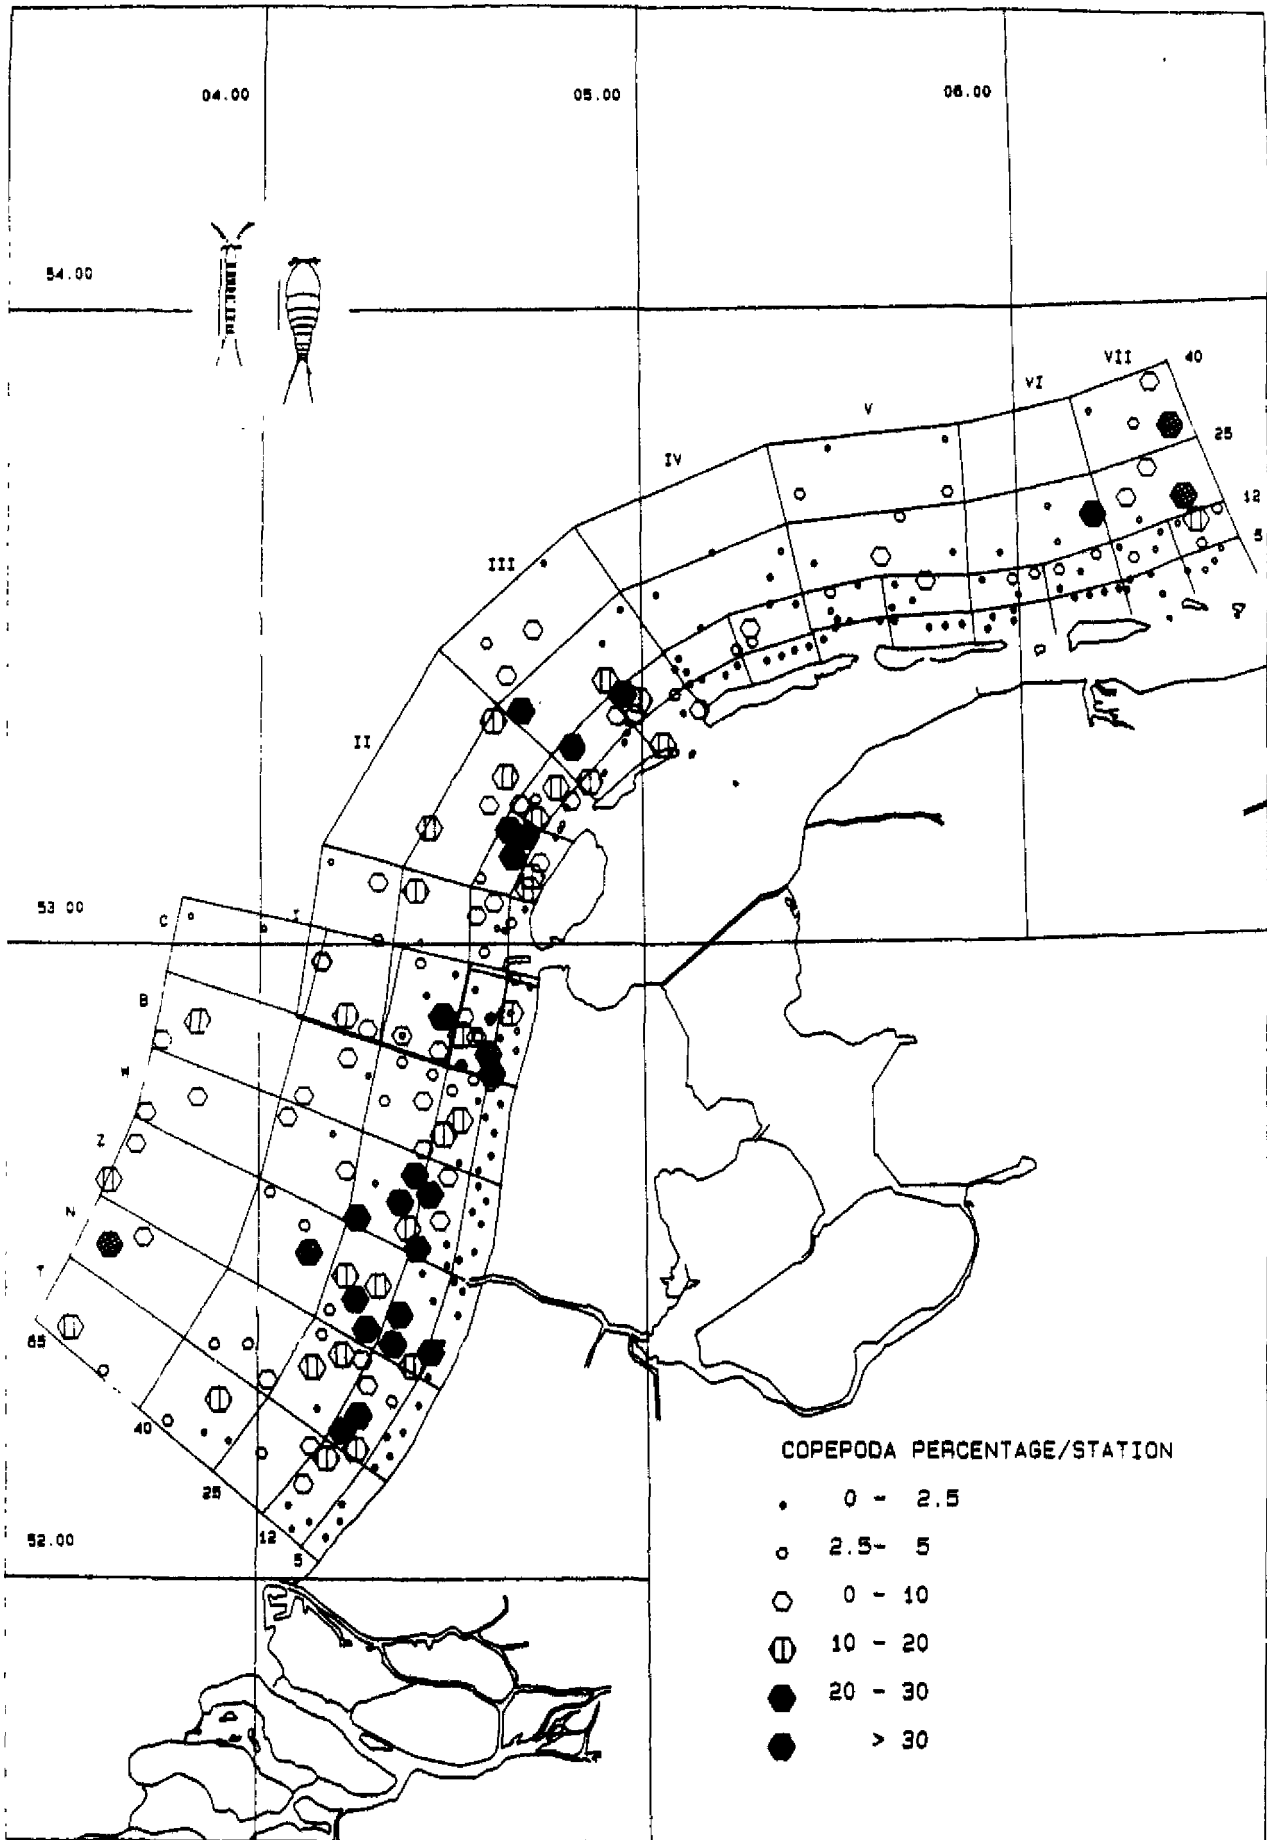 04.00
05.00
06.00
54.00
VII
40
VI
V
25
IV
12
5
III
II
53 00
C
I
B
W
Z
N
T
65
40
25
12
5
52.00
COPEPODA PERCENTAGE/STATION
0 - 2.5
2.5- 5
0 - 10
10 - 20
20 - 30
> 30